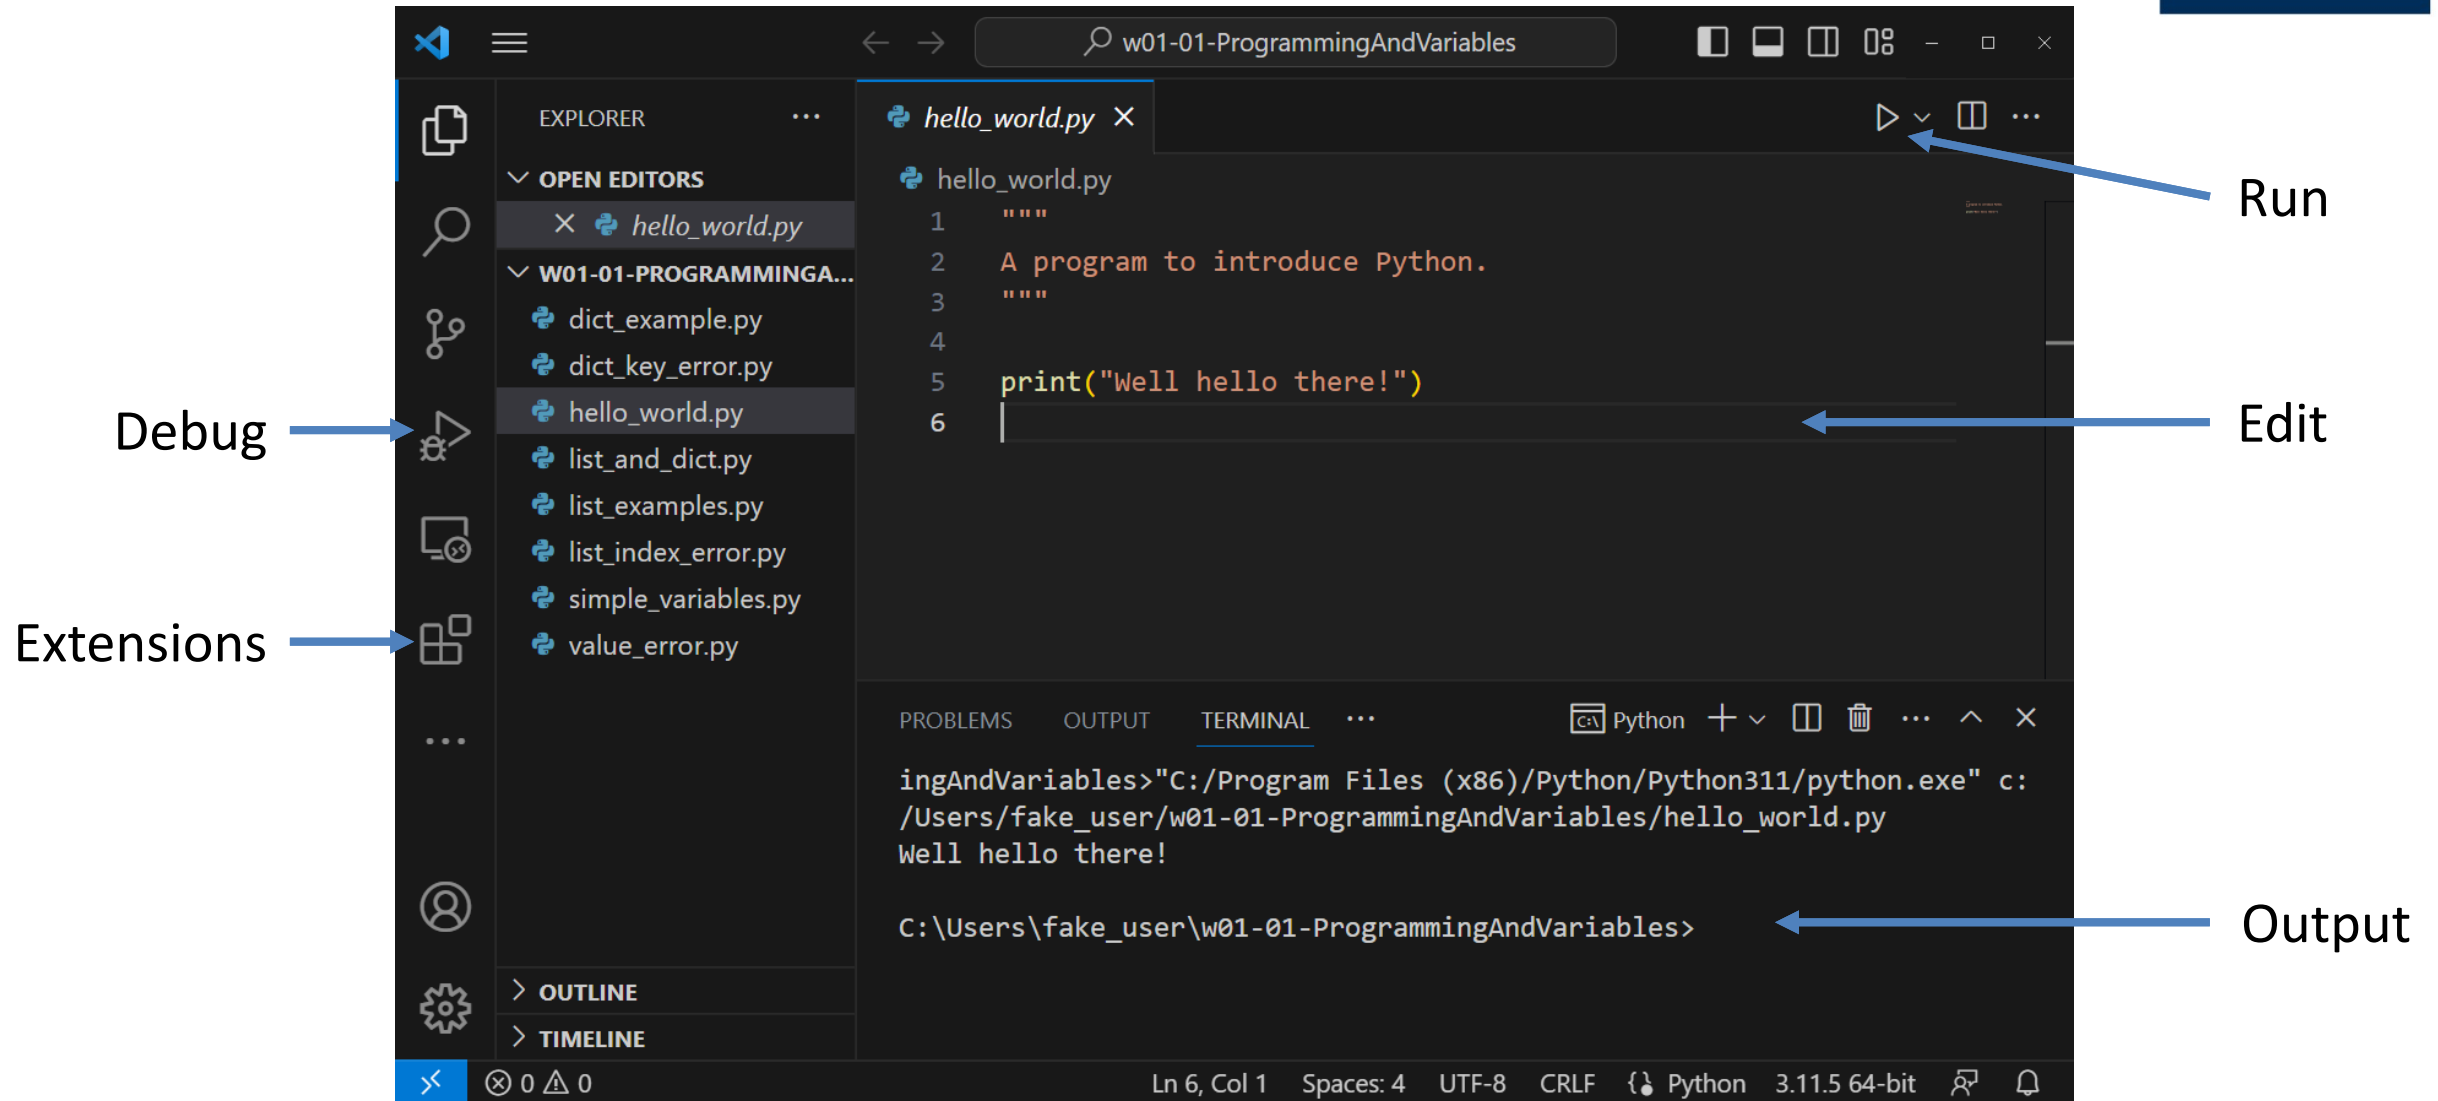 w01-01-ProgrammingAndVariables
EXPLORER
OPEN EDITORS
hello_world.py
W01-01-PROGRAMMINGA...
dict_example.py
dict_key_error.py
hello_world.py
list_and_dict.py
list_examples.py
list_index_error.py
simple_variables.py
value_error.py
OUTLINE
TIMELINE
hello_world.py
hello_world.py
1 """
2 A program to introduce Python.
3 """
4
5 print("Well hello there!")
6
PROBLEMS OUTPUT TERMINAL
Python
ingAndVariables>"C:/Program Files (x86)/Python/Python311/python.exe" c:
/Users/fake_user/w01-01-ProgrammingAndVariables/hello_world.py
Well hello there!
C:\Users\fake_user\w01-01-ProgrammingAndVariables>
0 0
Ln 6, Col 1 Spaces: 4 UTF-8 CRLF Python 3.11.5 64-bit
Debug
Extensions
Run
Edit
Output